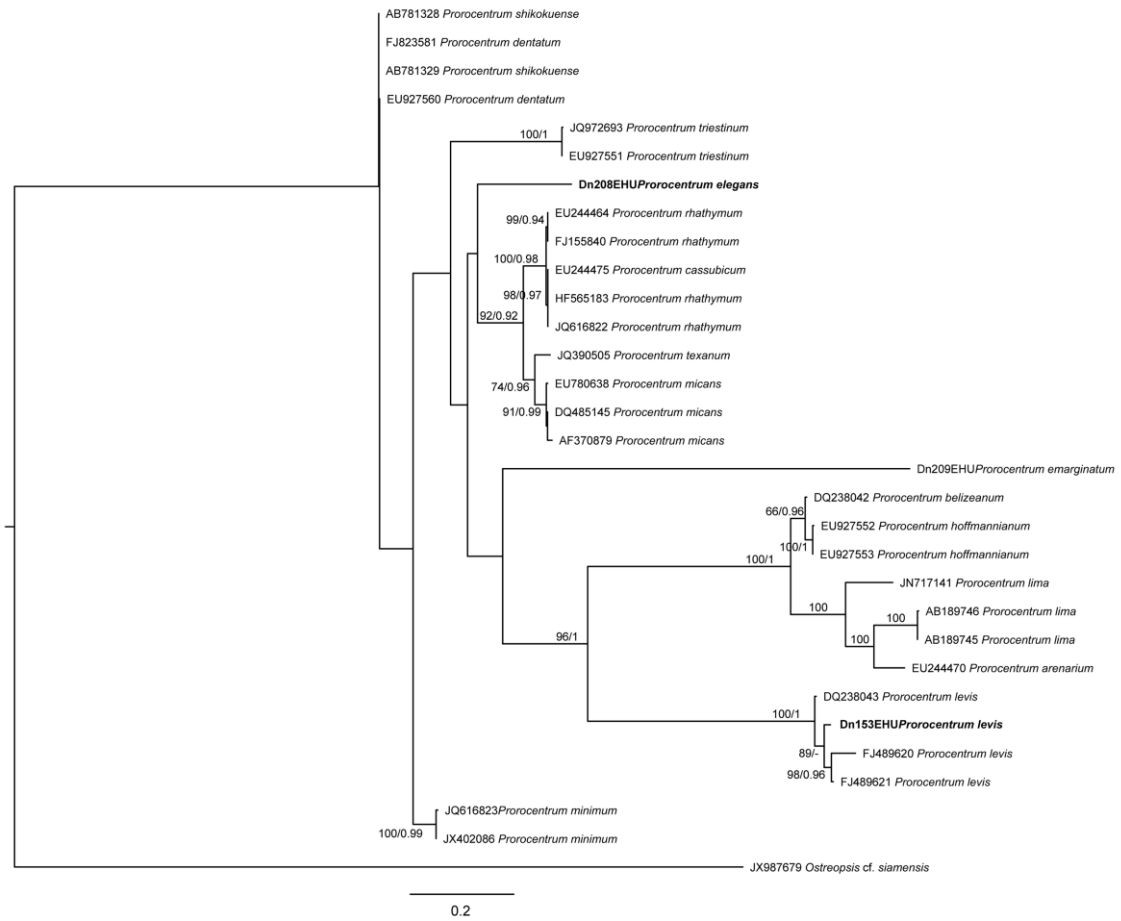 AB781328 Prorocentrum shikokuense
FJ823581 Prorocentrum dentatum
AB781329 Prorocentrum shikokuense
EU927560 Prorocentrum dentatum
100/1
JQ972693 Prorocentrum triestinum
EU927551 Prorocentrum triestinum
Dn208EHUProrocentrum elegans
99/0.94
EU244464 Prorocentrum rhathymum
FJ155840 Prorocentrum rhathymum
100/0.98
EU244475 Prorocentrum cassubicum
98/0.97
HF565183 Prorocentrum rhathymum
92/0.92
JQ616822 Prorocentrum rhathymum
JQ390505 Prorocentrum texanum
74/0.96
EU780638 Prorocentrum micans
91/0.99
DQ485145 Prorocentrum micans
AF370879 Prorocentrum micans
Dn209EHUProrocentrum emarginatum
DQ238042 Prorocentrum belizeanum
66/0.96
EU927552 Prorocentrum hoffmannianum
100/1
EU927553 Prorocentrum hoffmannianum
100/1
JN717141 Prorocentrum lima
100
AB189746 Prorocentrum lima
100
AB189745 Prorocentrum lima
100
96/1
EU244470 Prorocentrum arenarium
DQ238043 Prorocentrum levis
100/1
Dn153EHUProrocentrum levis
89/-
FJ489620 Prorocentrum levis
98/0.96
FJ489621 Prorocentrum levis
JQ616823Prorocentrum minimum
100/0.99
JX402086 Prorocentrum minimum
JX987679 Ostreopsis cf. siamensis
0.2